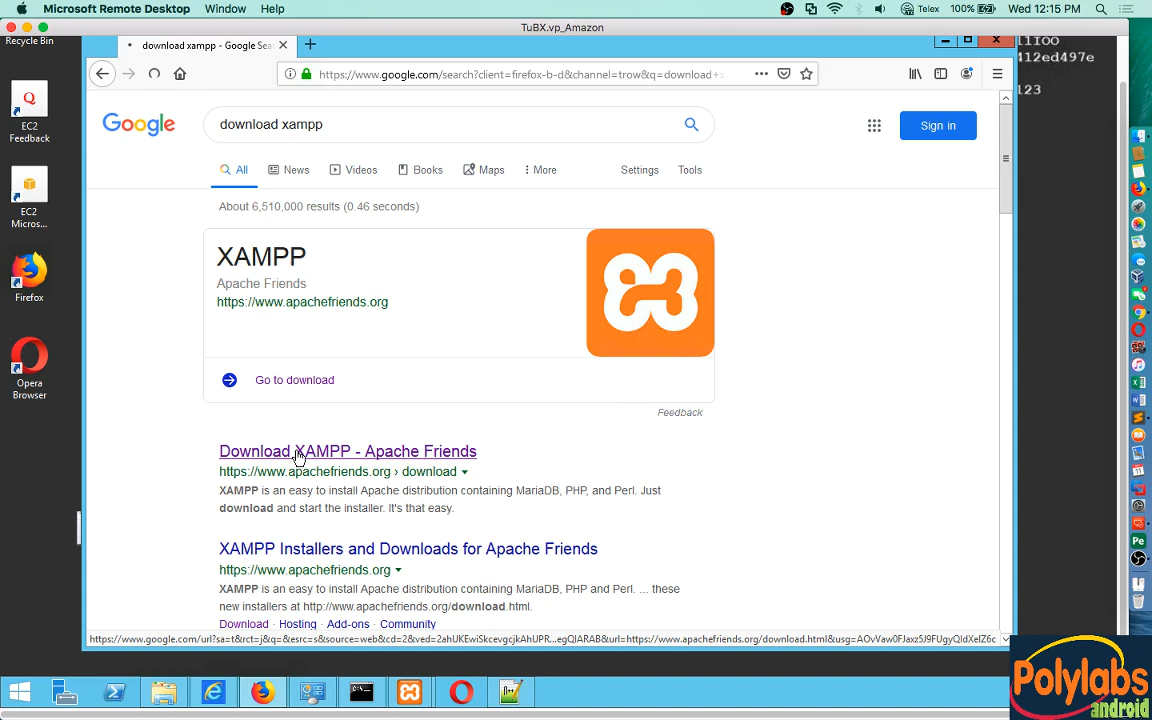 Microsoft Remote Desktop Window Help
Telex 100% Wed 12:15 PM
TuBX.vp_Amazon
Recycle Bin
download xampp - Google Sea
https://www.google.com/search?client=firefox-b-d&channel=trow&q=download+x
412ed497e
123
EC2
Feedback
Google
download xampp
Sign in
All News Videos Books Maps More Settings Tools
About 6,510,000 results (0.46 seconds)
EC2
Micros...
XAMPP
Apache Friends
https://www.apachefriends.org
Firefox
Go to download
Opera
Browser
Feedback
Download XAMPP - Apache Friends
https://www.apachefriends.org › download
XAMPP is an easy to install Apache distribution containing MariaDB, PHP, and Perl. Just
download and start the installer. It's that easy.
XAMPP Installers and Downloads for Apache Friends
https://www.apachefriends.org
XAMPP is an easy to install Apache distribution containing MariaDB, PHP and Perl. ... these
new installers at http://www.apachefriends.org/download.html.
Download · Hosting · Add-ons · Community
Polylabs
android